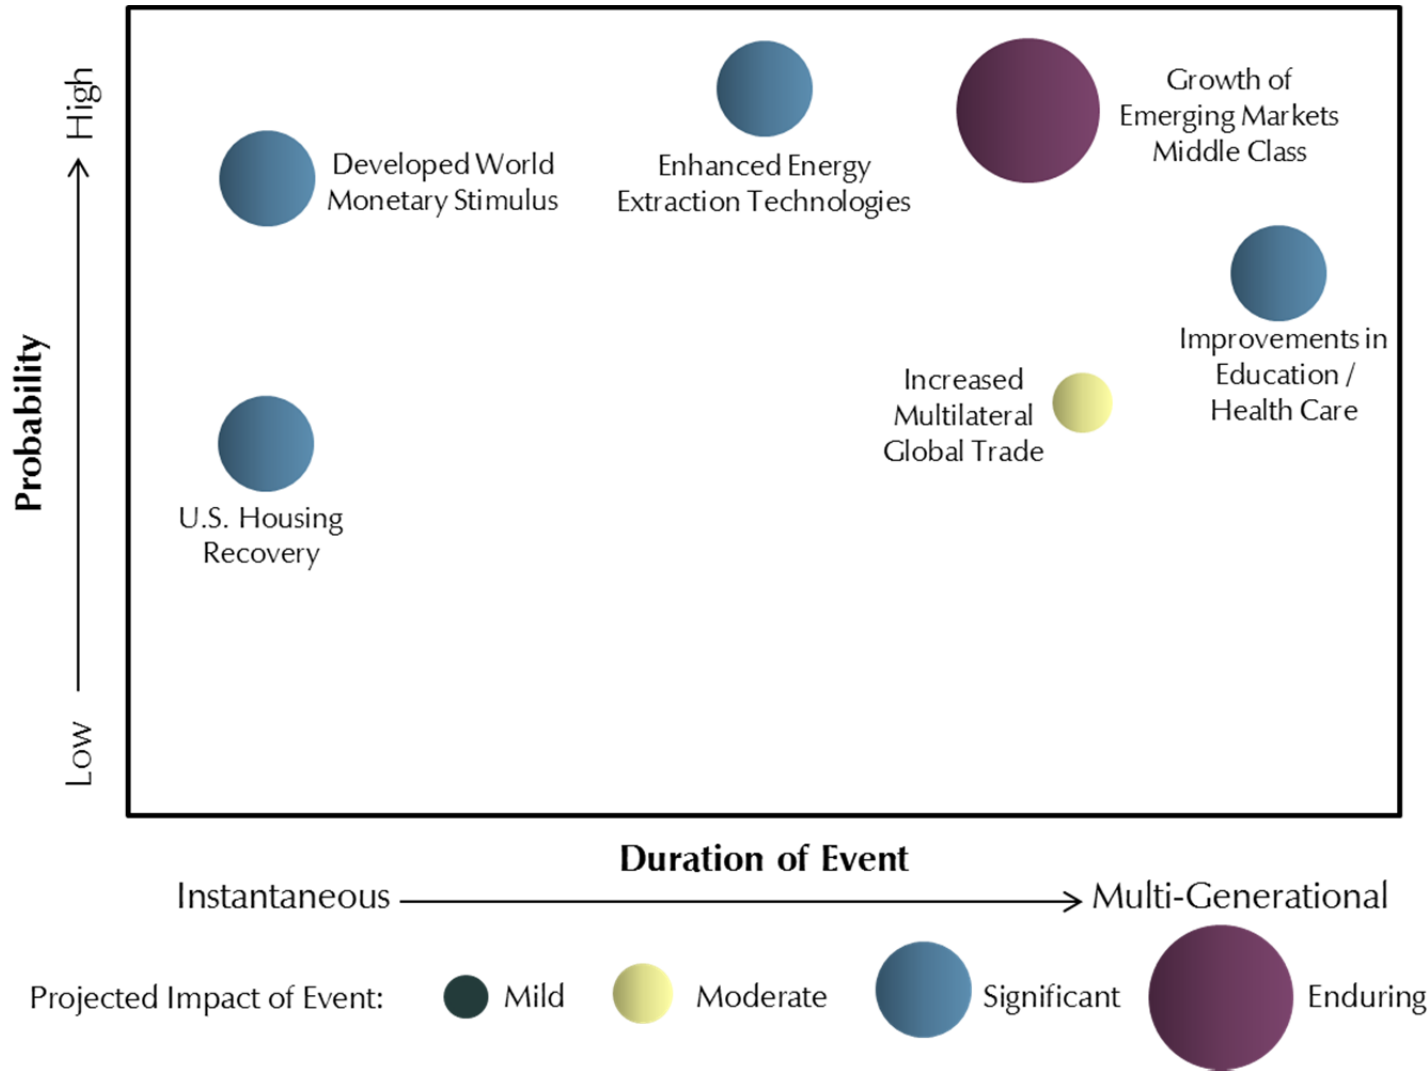 High
Low
Probability
Developed World
Monetary Stimulus
Enhanced Energy
Extraction Technologies
Growth of
Emerging Markets
Middle Class
Improvements in
Education /
Health Care
Increased
Multilateral
Global Trade
U.S. Housing
Recovery
Duration of Event
Instantaneous
Multi-Generational
Projected Impact of Event:
Mild
Moderate
Significant
Enduring